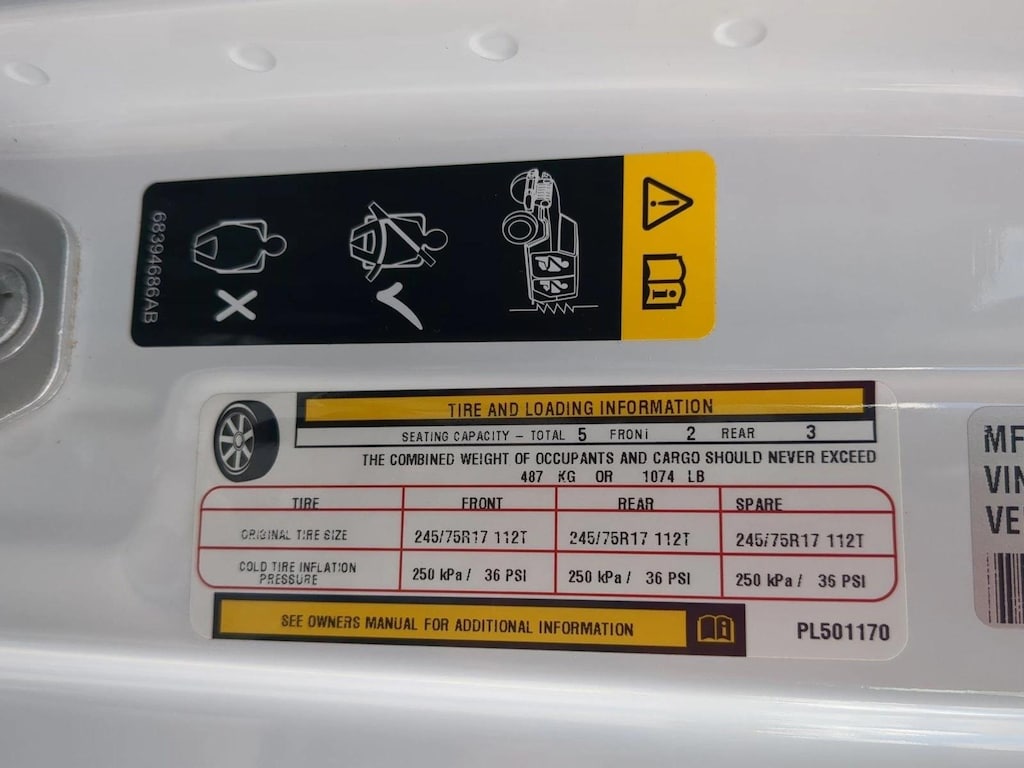 68394686AB
TIRE AND LOADING INFORMATION
SEATING CAPACITY – TOTAL 5 FRONT 2 REAR 3
THE COMBINED WEIGHT OF OCCUPANTS AND CARGO SHOULD NEVER EXCEED
487 KG OR 1074 LB
TIRE FRONT REAR SPARE
ORIGINAL TIRE SIZE 245/75R17 112T 245/75R17 112T 245/75R17 112T
COLD TIRE INFLATION
PRESSURE 250 kPa / 36 PSI 250 kPa / 36 PSI 250 kPa / 36 PSI
SEE OWNERS MANUAL FOR ADDITIONAL INFORMATION
PL501170
MF
VIN
VE